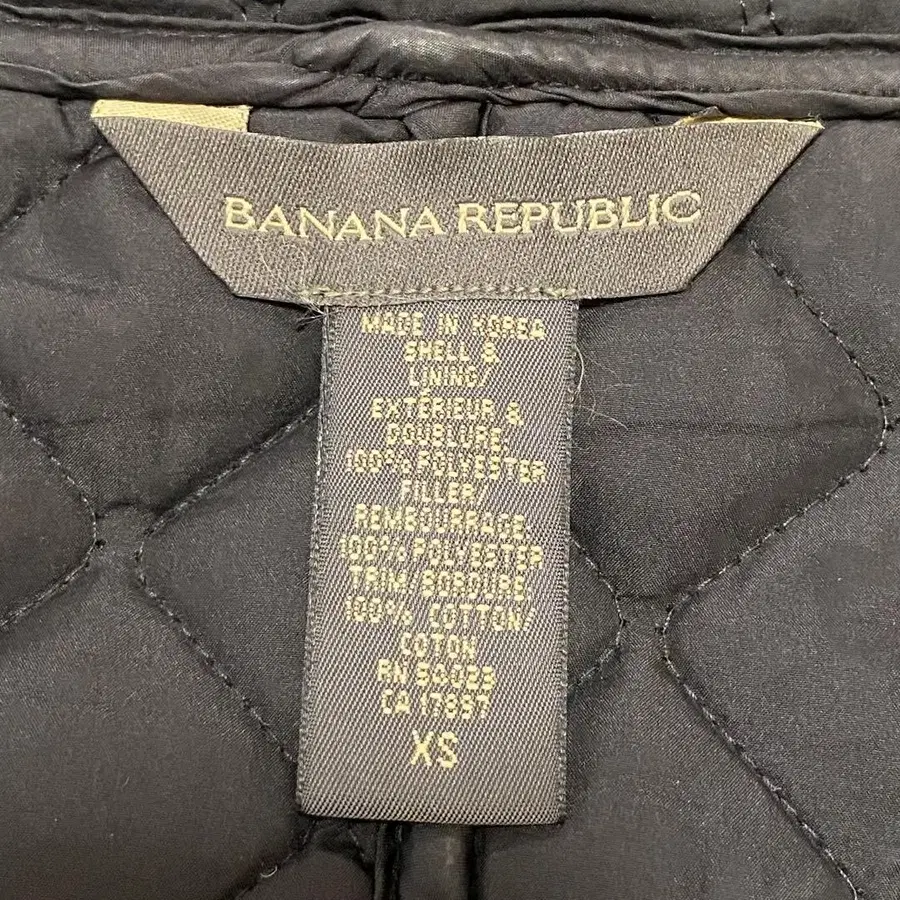 BANANA REPUBLIC
MADE IN KOREA
SHELL &
LINING/
EXTÉRIEUR &
DOUBLURE
100% POLYESTER
FILLER/
REMBOURRAGE
100% POLYESTER
TRIM/BORDURE
100% COTTON/
COTON
RN 54023
CA 17897
XS